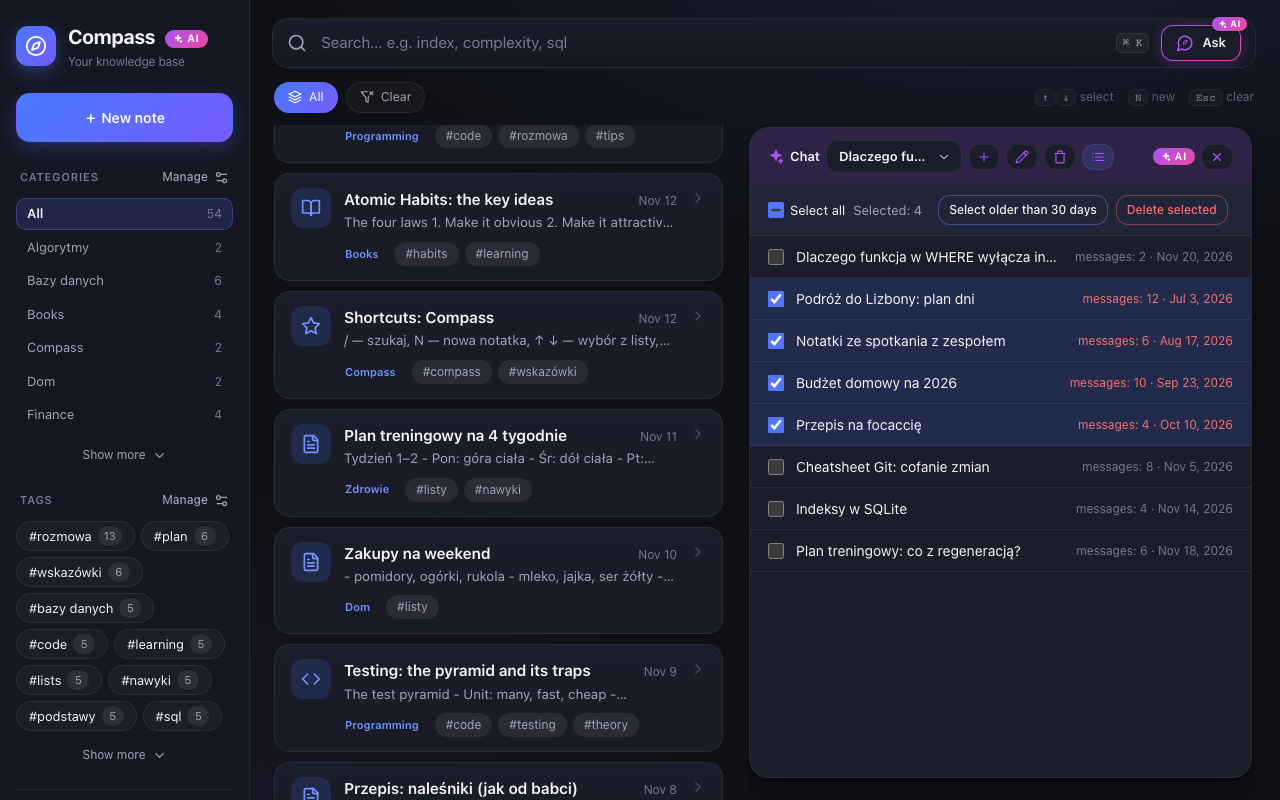 Compass
AI
Your knowledge base
+ New note
CATEGORIES
Manage
All 54
Algorytmy 2
Bazy danych 6
Books 4
Compass 2
Dom 2
Finance 4
Show more
TAGS
Manage
#rozmowa 13
#plan 6
#wskazówki 6
#bazy danych 5
#code 5
#learning 5
#lists 5
#nawyki 5
#podstawy 5
#sql 5
Show more
Search... e.g. index, complexity, sql
⌘ K
Ask
AI
All
Clear
↑ ↓ select
N new
Esc clear
Programming #code #rozmowa #tips
Atomic Habits: the key ideas Nov 12
The four laws 1. Make it obvious 2. Make it attractiv...
Books #habits #learning
Shortcuts: Compass Nov 12
/ — szukaj, N — nowa notatka, ↑ ↓ — wybór z listy,...
Compass #compass #wskazówki
Plan treningowy na 4 tygodnie Nov 11
Tydzień 1–2 - Pon: góra ciała - Śr: dół ciała - Pt:...
Zdrowie #listy #nawyki
Zakupy na weekend Nov 10
- pomidory, ogórki, rukola - mleko, jajka, ser żółty -...
Dom #listy
Testing: the pyramid and its traps Nov 9
The test pyramid - Unit: many, fast, cheap -...
Programming #code #testing #theory
Przepis: naleśniki (jak od babci) Nov 8
Chat
Dlaczego fu...
AI
Select all Selected: 4
Select older than 30 days
Delete selected
Dlaczego funkcja w WHERE wyłącza in... messages: 2 · Nov 20, 2026
Podróż do Lizbony: plan dni messages: 12 · Jul 3, 2026
Notatki ze spotkania z zespołem messages: 6 · Aug 17, 2026
Budżet domowy na 2026 messages: 10 · Sep 23, 2026
Przepis na focaccię messages: 4 · Oct 10, 2026
Cheatsheet Git: cofanie zmian messages: 8 · Nov 5, 2026
Indeksy w SQLite messages: 4 · Nov 14, 2026
Plan treningowy: co z regeneracją? messages: 6 · Nov 18, 2026